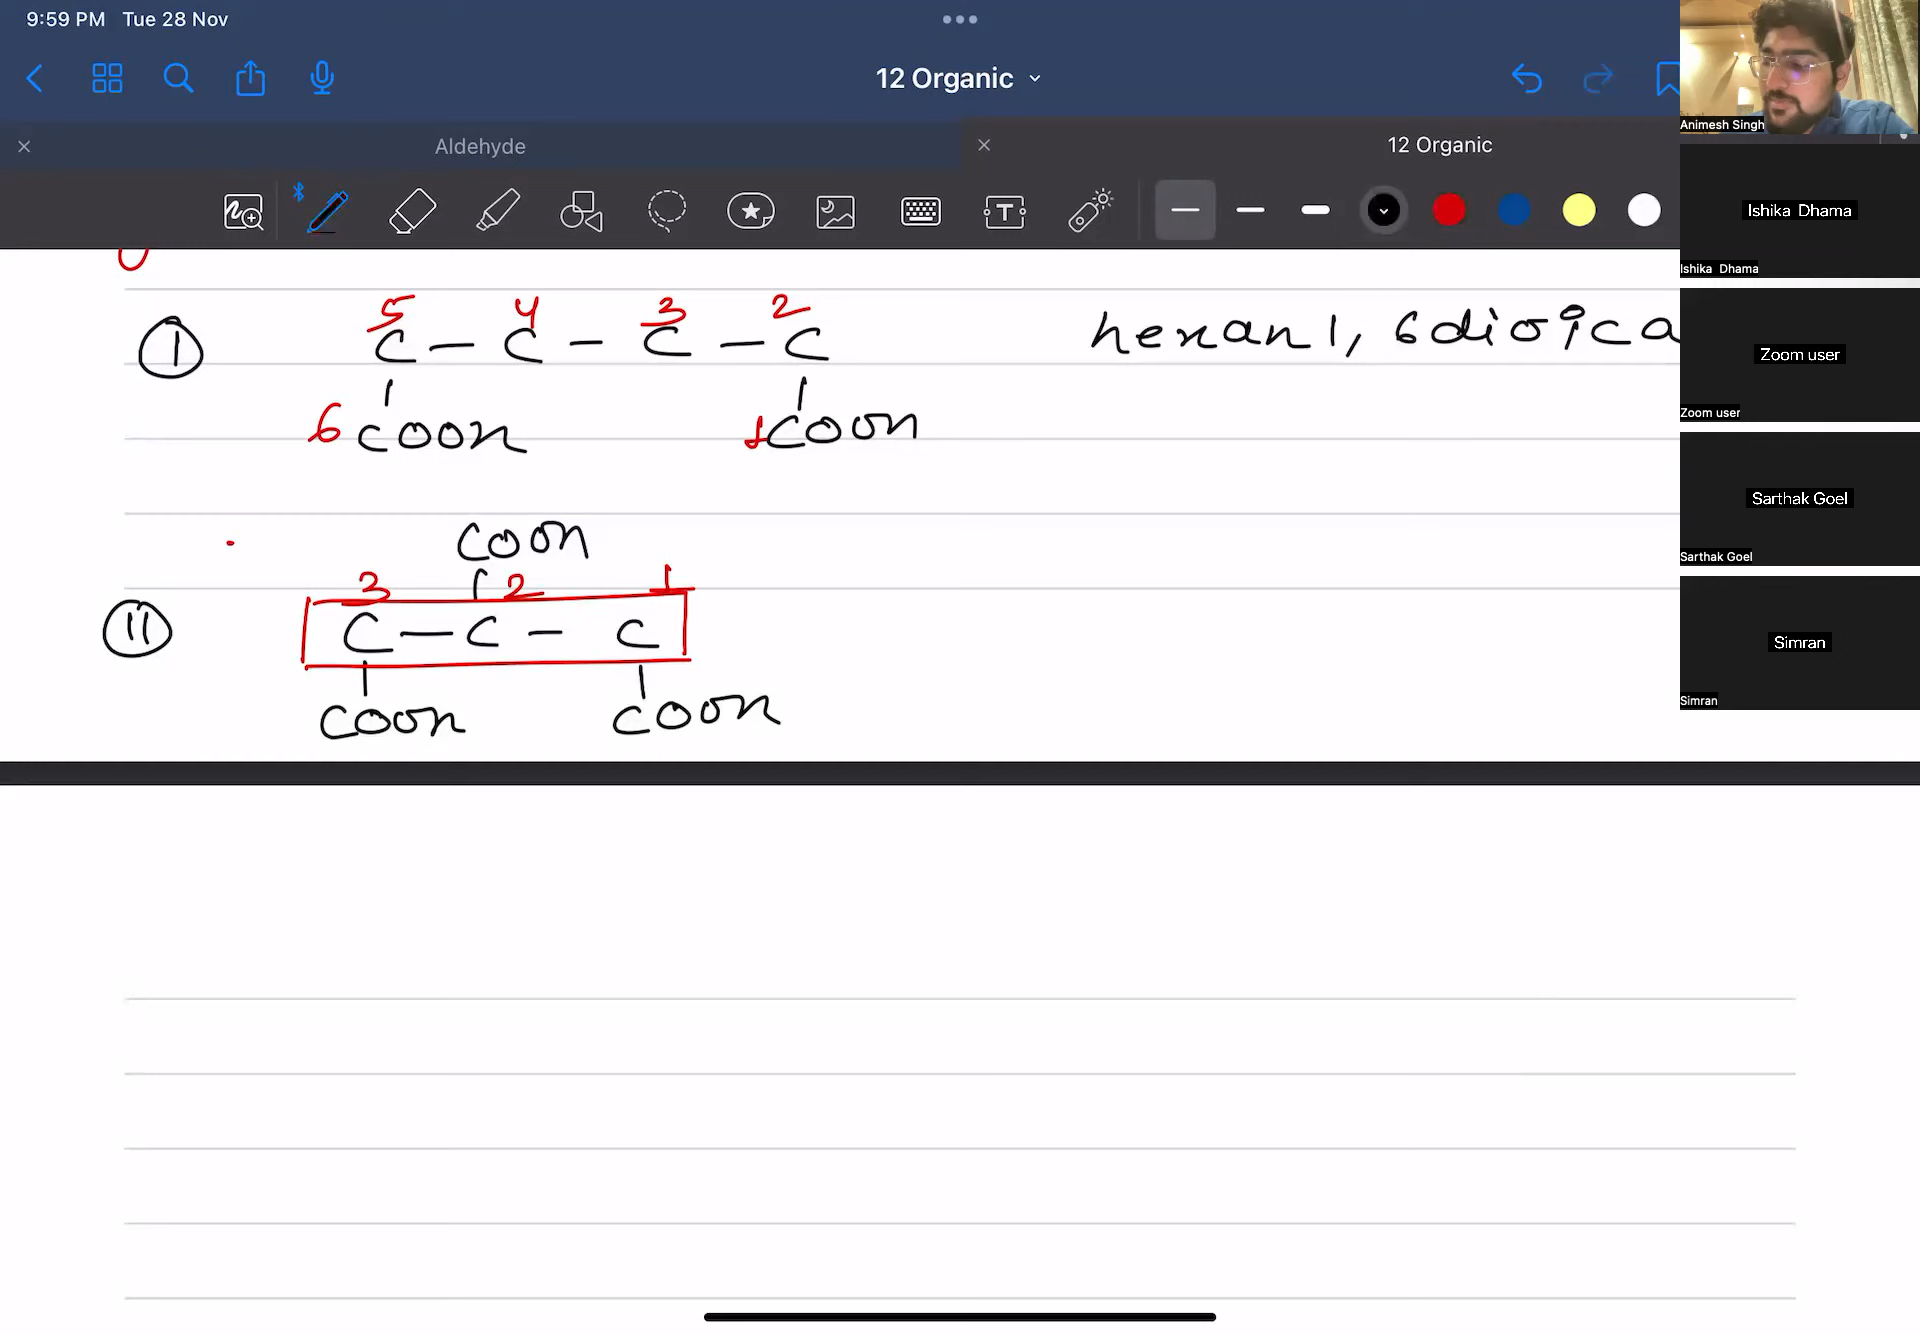 9:59 PM Tue 28 Nov
12 Organic
Aldehyde
12 Organic
T
Animesh Singh
Ishika Dhama
Ishika Dhama
Zoom user
Zoom user
Sarthak Goel
Sarthak Goel
Simran
Simran
5 4 3 2
① C - C - C - C hexan 1, 6 dioica
6 COOH 1 COOH
COOH
3 2 1
⑪ C - C - C
COOH COOH